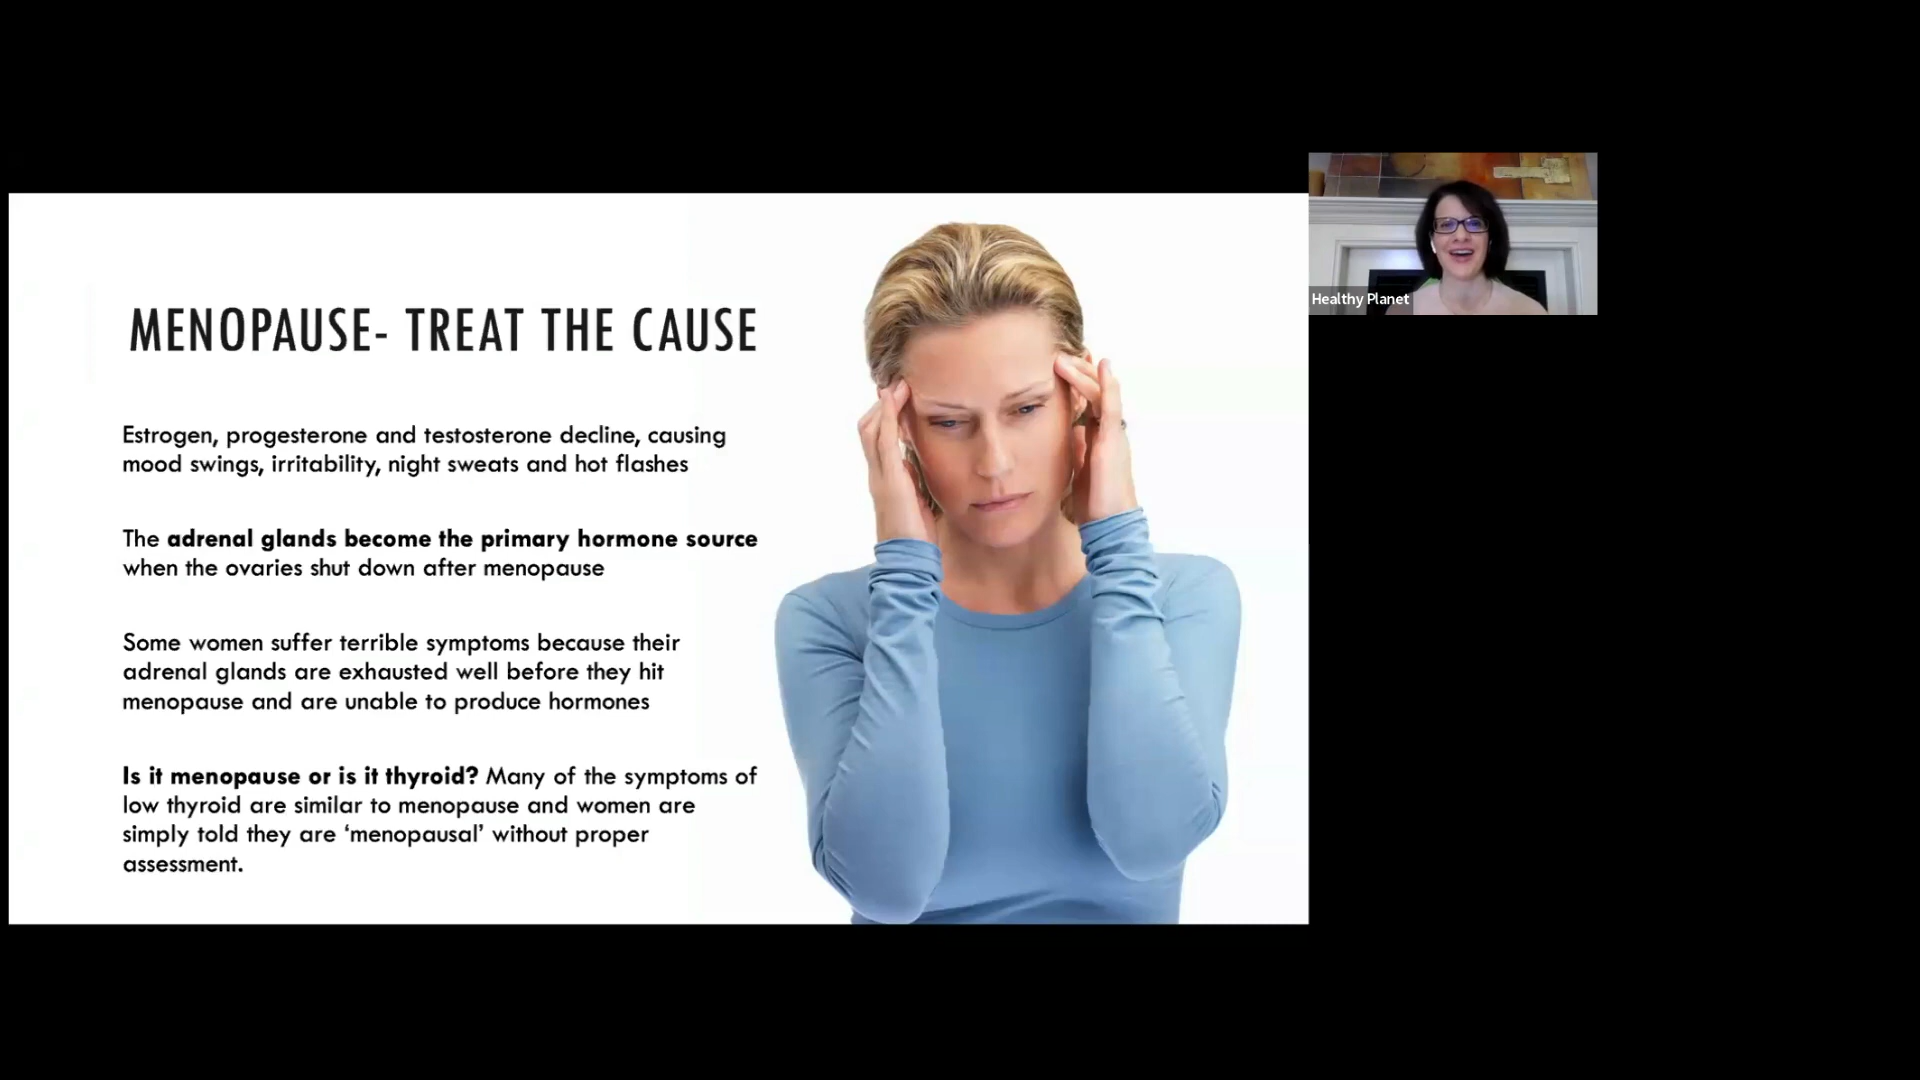 MENOPAUSE- TREAT THE CAUSE
Estrogen, progesterone and testosterone decline, causing
mood swings, irritability, night sweats and hot flashes
The adrenal glands become the primary hormone source
when the ovaries shut down after menopause
Some women suffer terrible symptoms because their
adrenal glands are exhausted well before they hit
menopause and are unable to produce hormones
Is it menopause or is it thyroid? Many of the symptoms of
low thyroid are similar to menopause and women are
simply told they are ‘menopausal’ without proper
assessment.
Healthy Planet